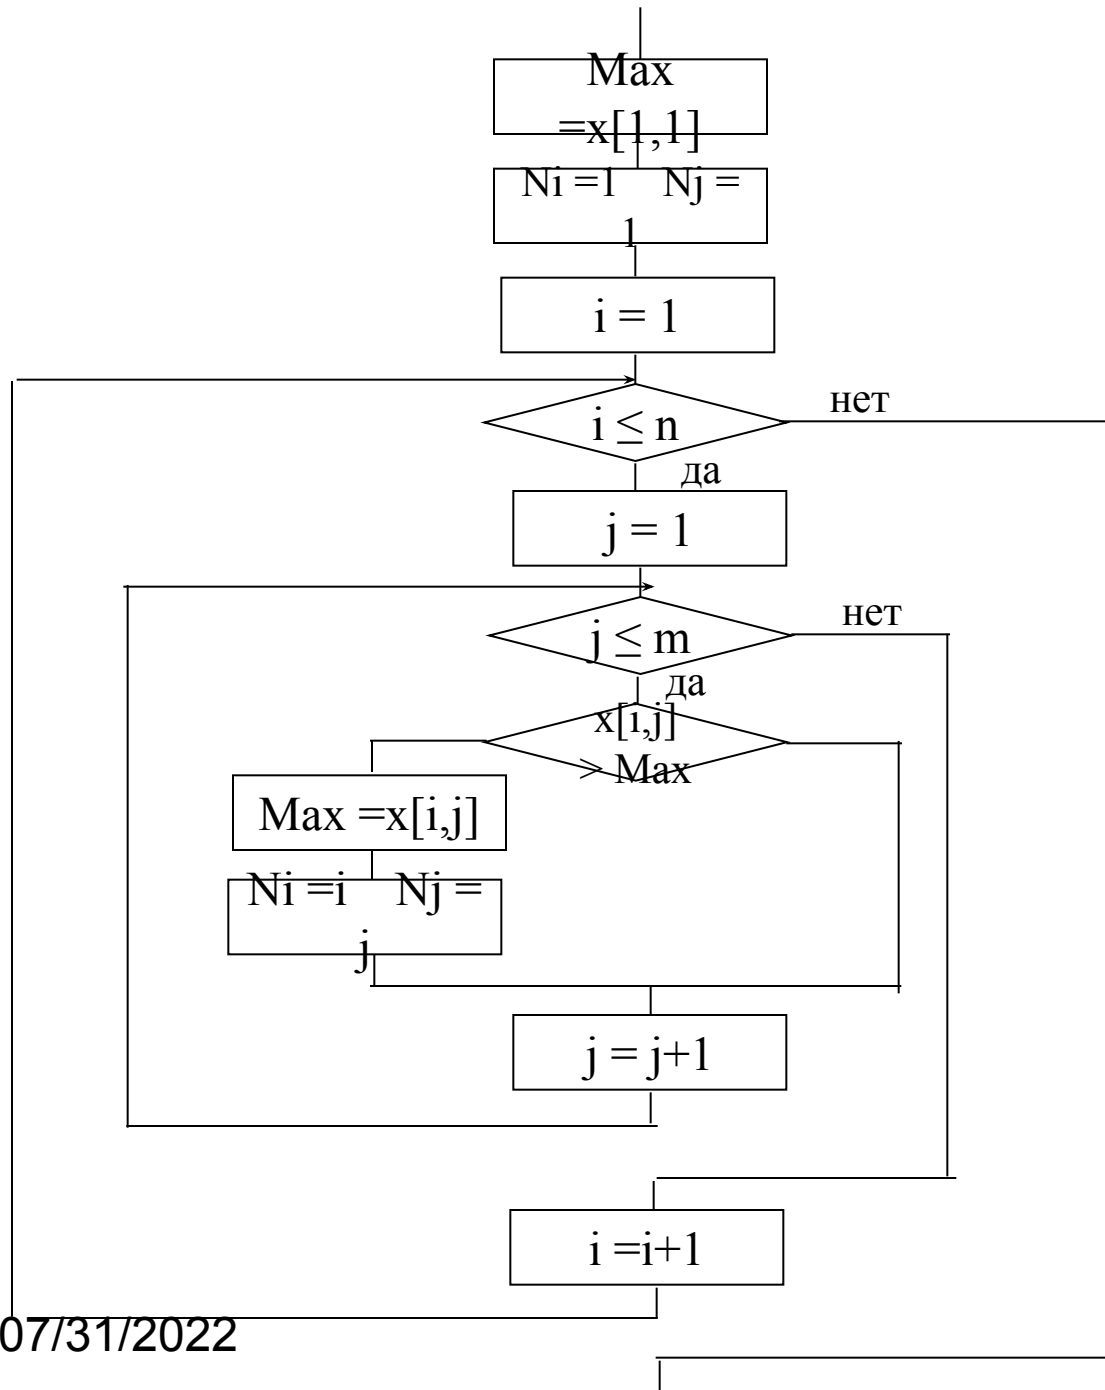 Max
=x[1,1]
Ni =1 Nj =
1
i = 1
i ≤ n
нет
да
j = 1
j ≤ m
нет
да
x[i,j]
> Max
Max =x[i,j]
Ni =i Nj =
j
j = j+1
i =i+1
07/31/2022